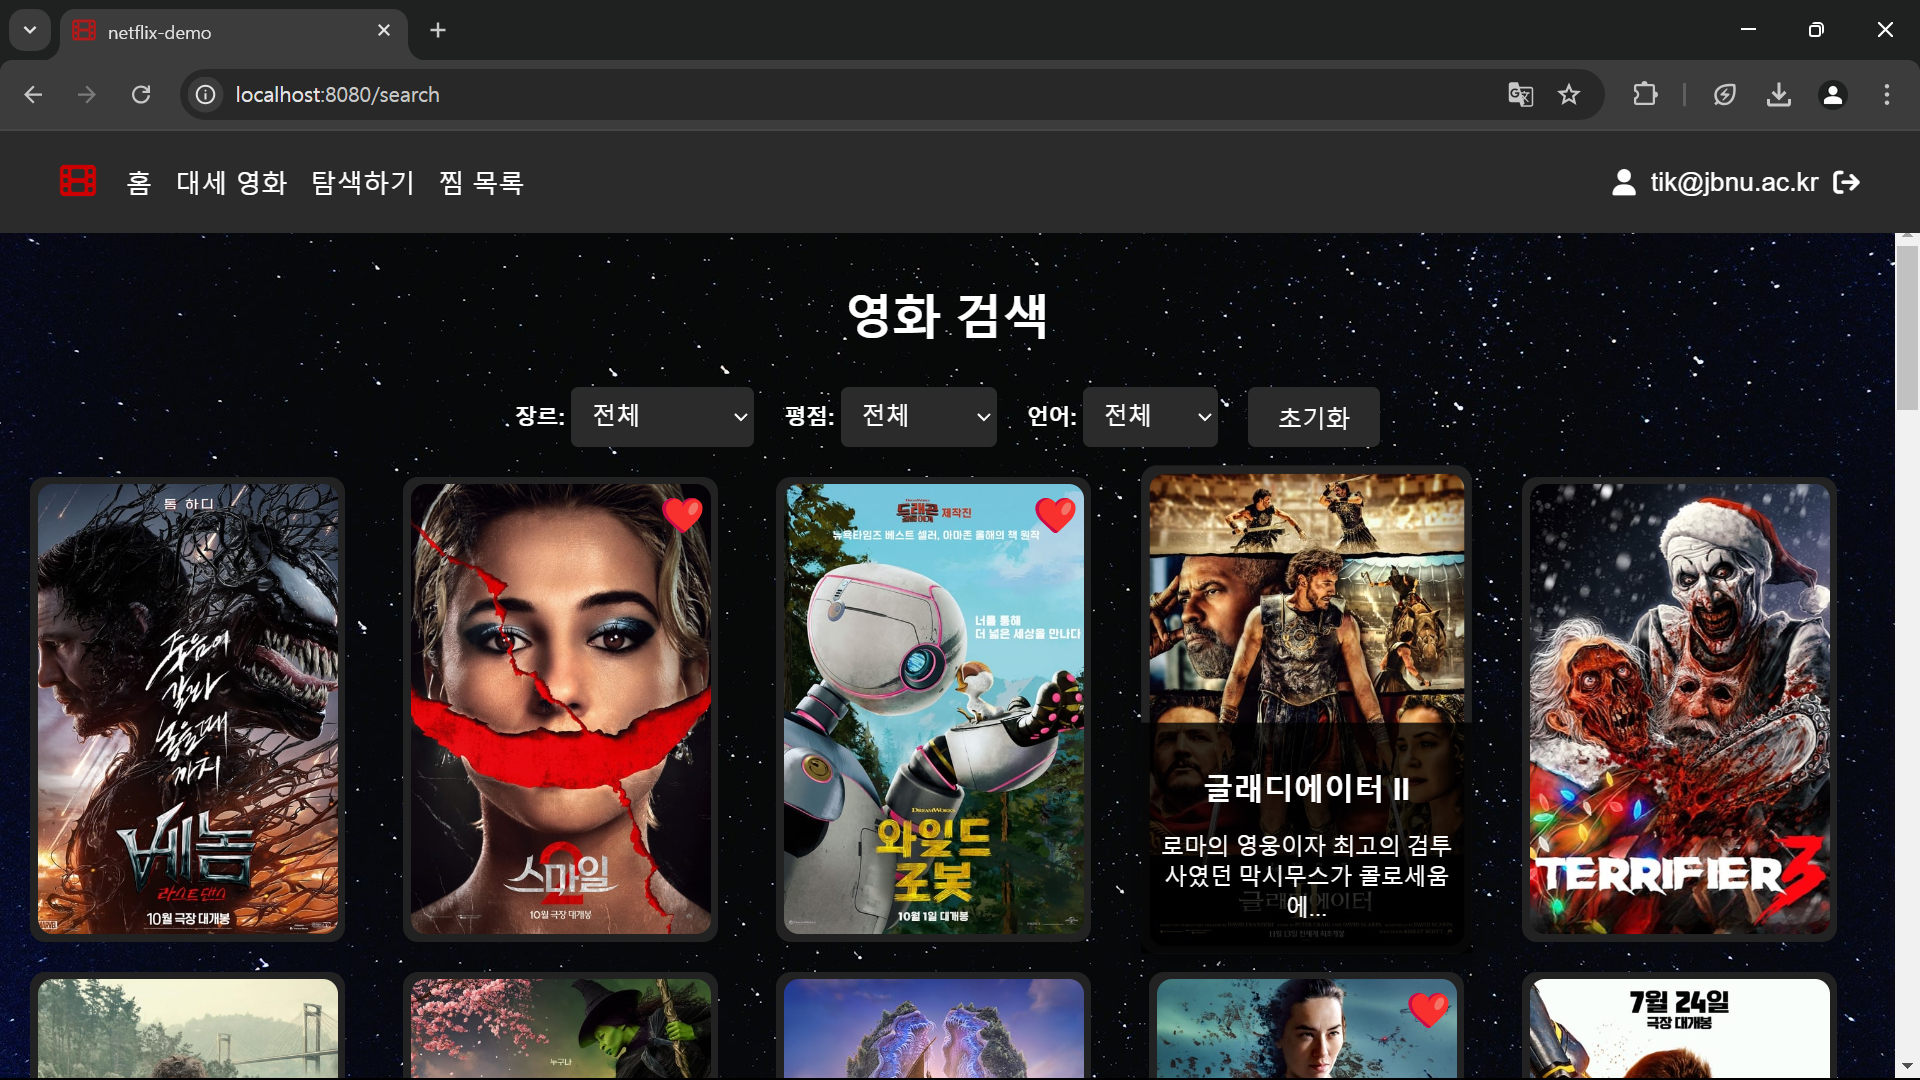 netflix-demo
localhost:8080/search
홈 대세 영화 탐색하기 찜 목록
tik@jbnu.ac.kr
영화 검색
장르: 전체 평점: 전체 언어: 전체 초기화
톰 하디
죽음이
갈라
놓을 때
까지
베놈
라스트 댄스
10월 극장 대개봉
스마일
2
10월 극장 대개봉
드래곤 길들이기 제작진
뉴욕타임즈 베스트 셀러, 아마존 올해의 책 원작
너를 통해
더 넓은 세상을 만나다
DREAMWORKS
와일드
로봇
10월 1일 대개봉
글래디에이터 II
로마의 영웅이자 최고의 검투
사였던 막시무스가 콜로세움
에...
글래디에이터
TERRIFIER 3
누구나
7월 24일
극장 대개봉